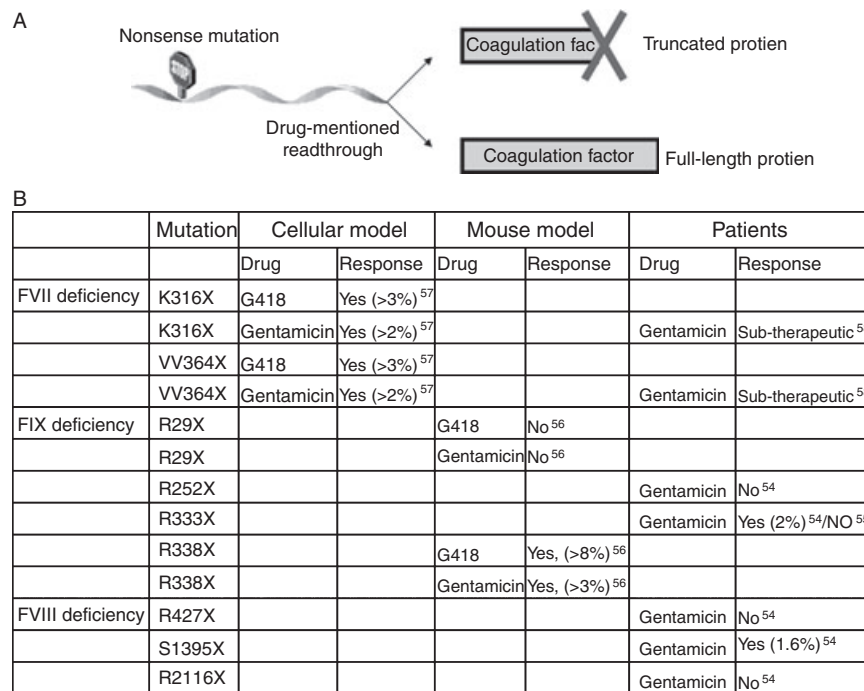 A
Nonsense mutation
STOP
Coagulation fac
Truncated protien
Drug-mentioned
readthrough
Coagulation factor
Full-length protien
B
Mutation Cellular model Mouse model Patients
Drug Response Drug Response Drug Response
FVII deficiency K316X G418 Yes (>3%) 57
K316X Gentamicin Yes (>2%) 57 Gentamicin Sub-therapeutic
VV364X G418 Yes (>3%) 57
VV364X Gentamicin Yes (>2%) 57 Gentamicin Sub-therapeutic
FIX deficiency R29X G418 No 56
R29X Gentamicin No 56
R252X Gentamicin No 54
R333X Gentamicin Yes (2%) 54/NO
R338X G418 Yes, (>8%) 56
R338X Gentamicin Yes, (>3%) 56
FVIII deficiency R427X Gentamicin No 54
S1395X Gentamicin Yes (1.6%) 54
R2116X Gentamicin No 54